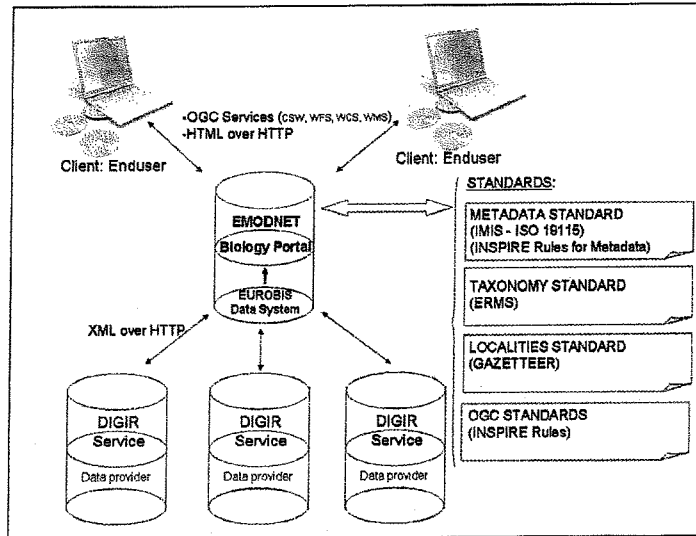 -OGC Services (CSW, WFS, WCS, WMS)
-HTML over HTTP
Client: Enduser
Client: Enduser
EMODNET
Biology Portal
EUROBIS
Data System
XML over HTTP
DIGIR
Service
Data provider
DIGIR
Service
Data provider
DIGIR
Service
Data provider
STANDARDS:
METADATA STANDARD
(IMIS - ISO 19115)
(INSPIRE Rules for Metadata)
TAXONOMY STANDARD
(ERMS)
LOCALITIES STANDARD
(GAZETTEER)
OGC STANDARDS
(INSPIRE Rules)